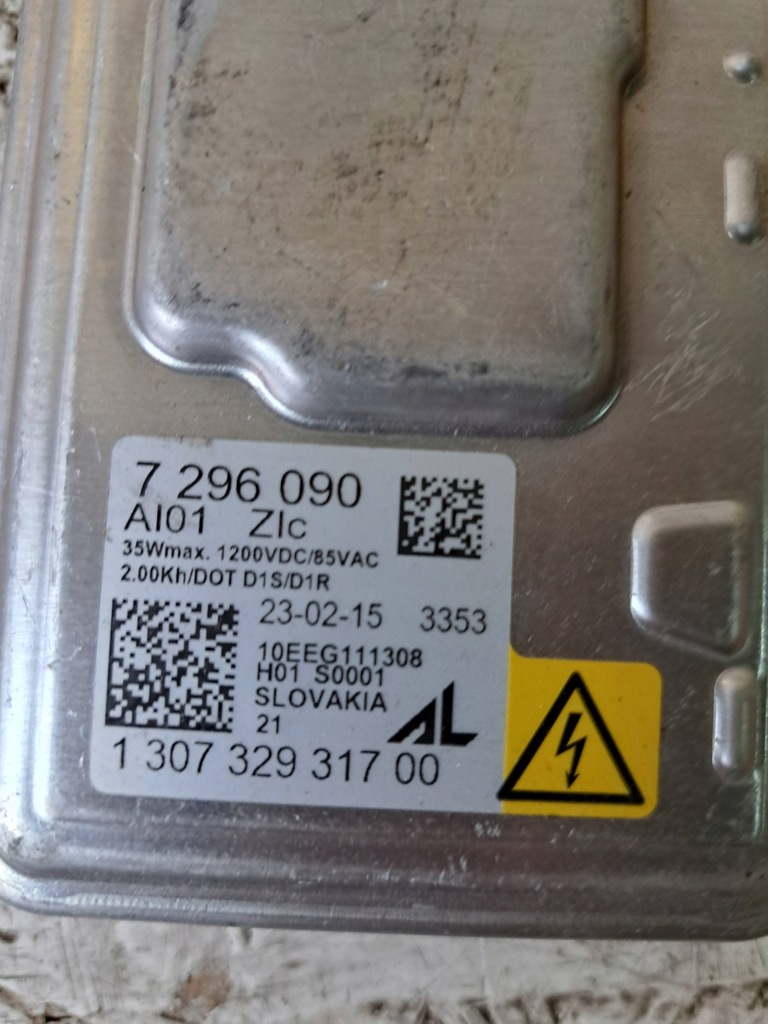 7 296 090
AI01 ZIc
35Wmax. 1200VDC/85VAC
2.00Kh/DOT D1S/D1R
23-02-15 3353
10EEG111308
H01 S0001
SLOVAKIA
21
AL
1 307 329 317 00